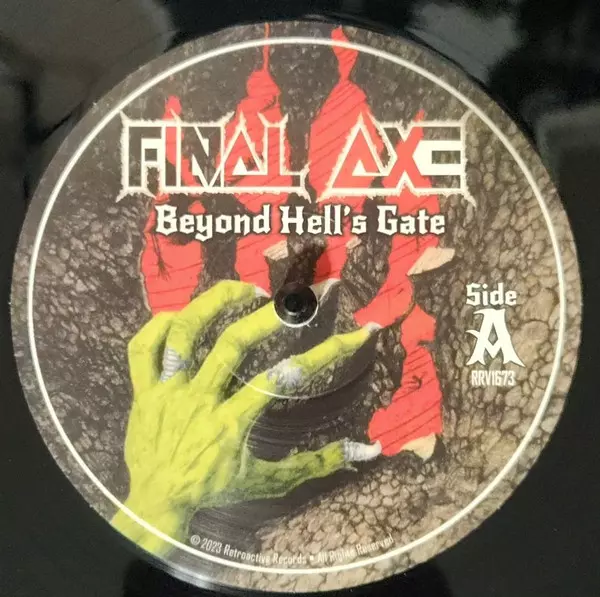 FINAL AXE
Beyond Hell's Gate
Side
A
RRV1673
© 2023 Retroactive Records • All Rights Reserved